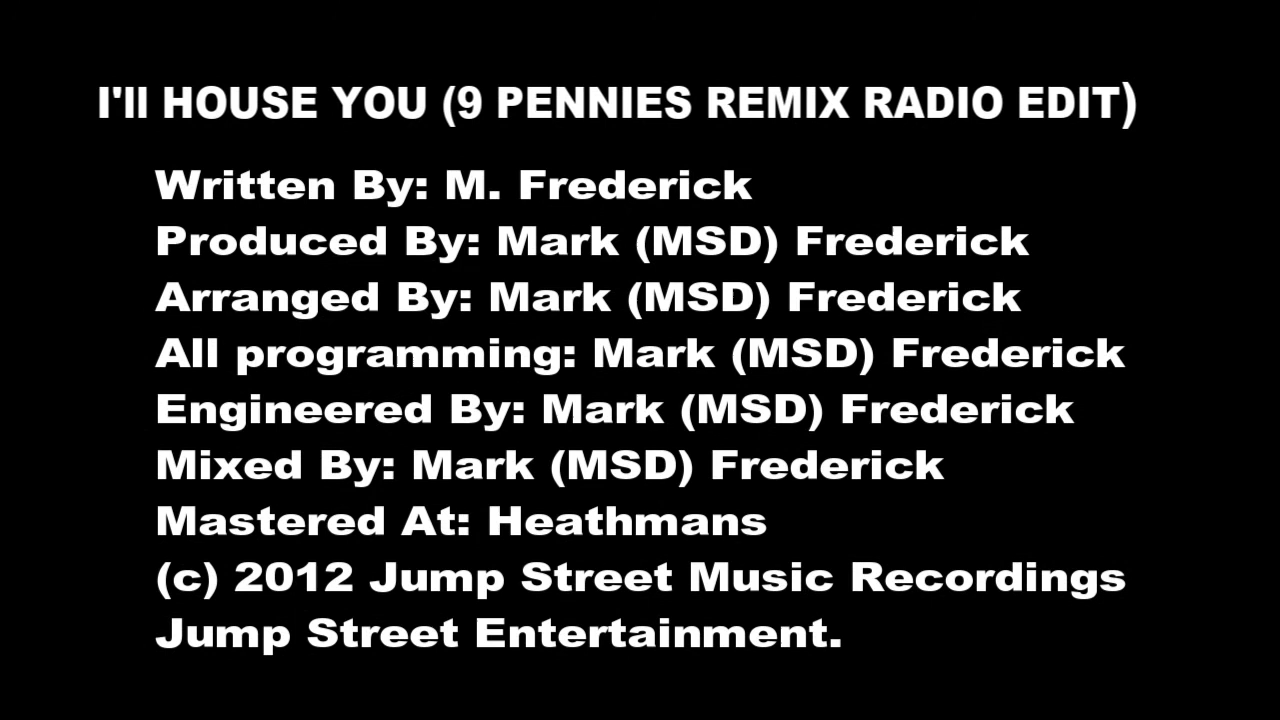 I'll HOUSE YOU (9 PENNIES REMIX RADIO EDIT)
Written By: M. Frederick
Produced By: Mark (MSD) Frederick
Arranged By: Mark (MSD) Frederick
All programming: Mark (MSD) Frederick
Engineered By: Mark (MSD) Frederick
Mixed By: Mark (MSD) Frederick
Mastered At: Heathmans
(c) 2012 Jump Street Music Recordings
Jump Street Entertainment.